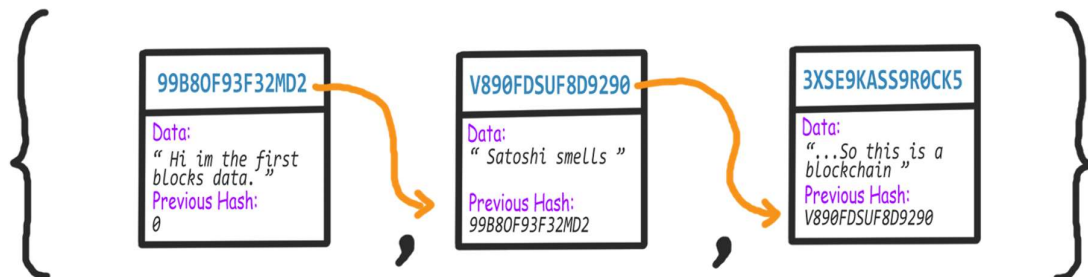 99B8OF93F32MD2
Data:
“ Hi im the first
blocks data. ”
Previous Hash:
0
V890FDSUF8D9290
Data:
“ Satoshi smells ”
Previous Hash:
99B8OF93F32MD2
3XSE9KASS9R0CK5
Data:
“...So this is a
blockchain ”
Previous Hash:
V890FDSUF8D9290